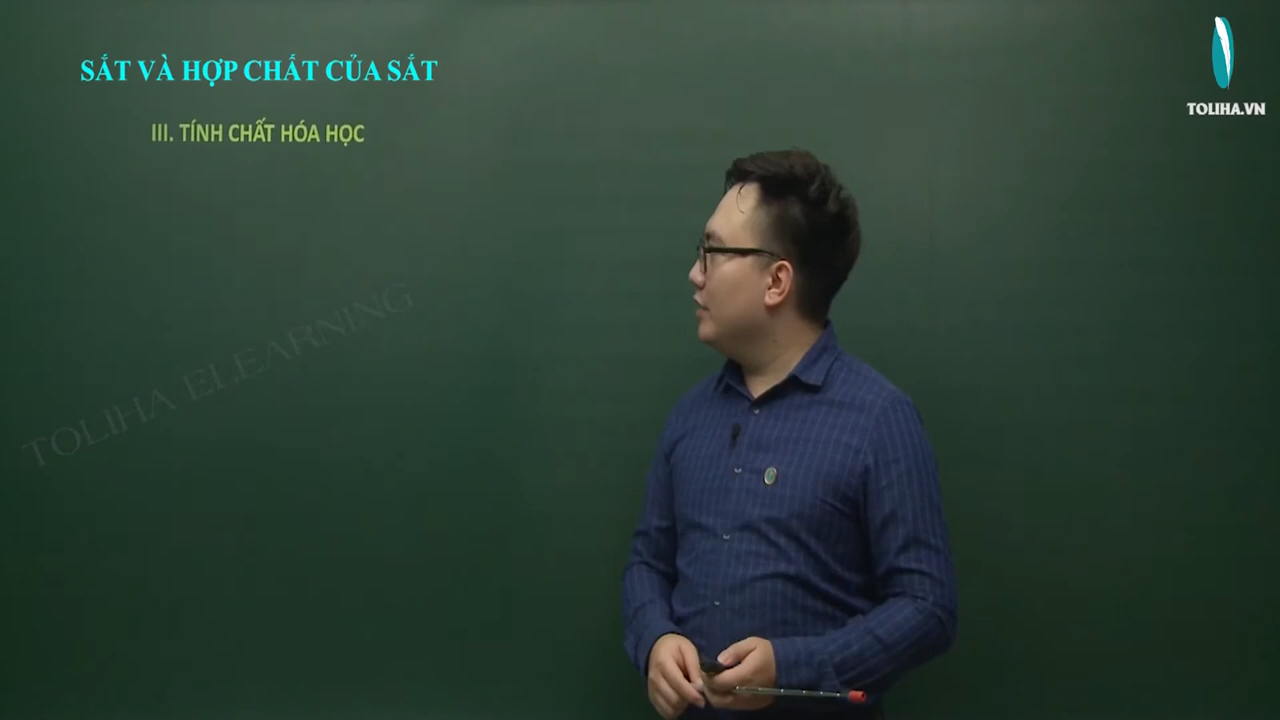 SẮT VÀ HỢP CHẤT CỦA SẮT
TOLIHA.VN
III. TÍNH CHẤT HÓA HỌC
TOLIHA ELEARNING